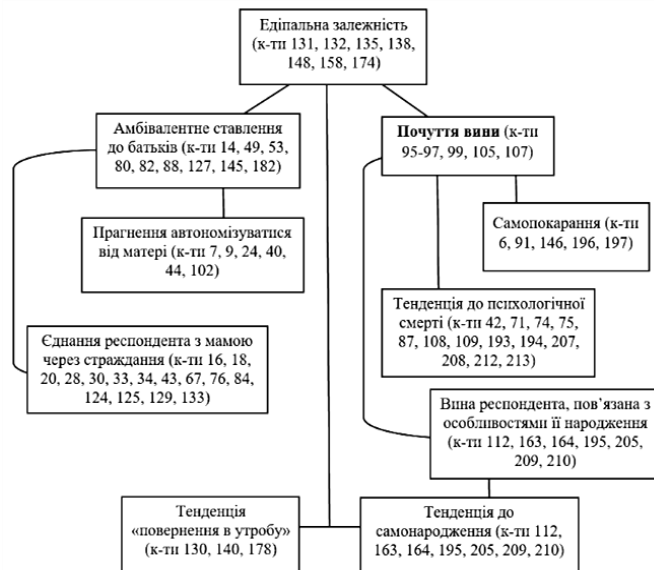 Едіпальна залежність
(к-ти 131, 132, 135, 138,
148, 158, 174)
Амбівалентне ставлення
до батьків (к-ти 14, 49, 53,
80, 82, 88, 127, 145, 182)
Почуття вини (к-ти
95-97, 99, 105, 107)
Прагнення автономізуватися
від матері (к-ти 7, 9, 24, 40,
44, 102)
Самопокарання (к-ти
6, 91, 146, 196, 197)
Тенденція до психологічної
смерті (к-ти 42, 71, 74, 75,
87, 108, 109, 193, 194, 207,
208, 212, 213)
Єднання респондента з мамою
через страждання (к-ти 16, 18,
20, 28, 30, 33, 34, 43, 67, 76, 84,
124, 125, 129, 133)
Вина респондента, пов’язана з
особливостями її народження
(к-ти 112, 163, 164, 195, 205,
209, 210)
Тенденція
«повернення в утробу»
(к-ти 130, 140, 178)
Тенденція до
самонародження (к-ти 112,
163, 164, 195, 205, 209, 210)